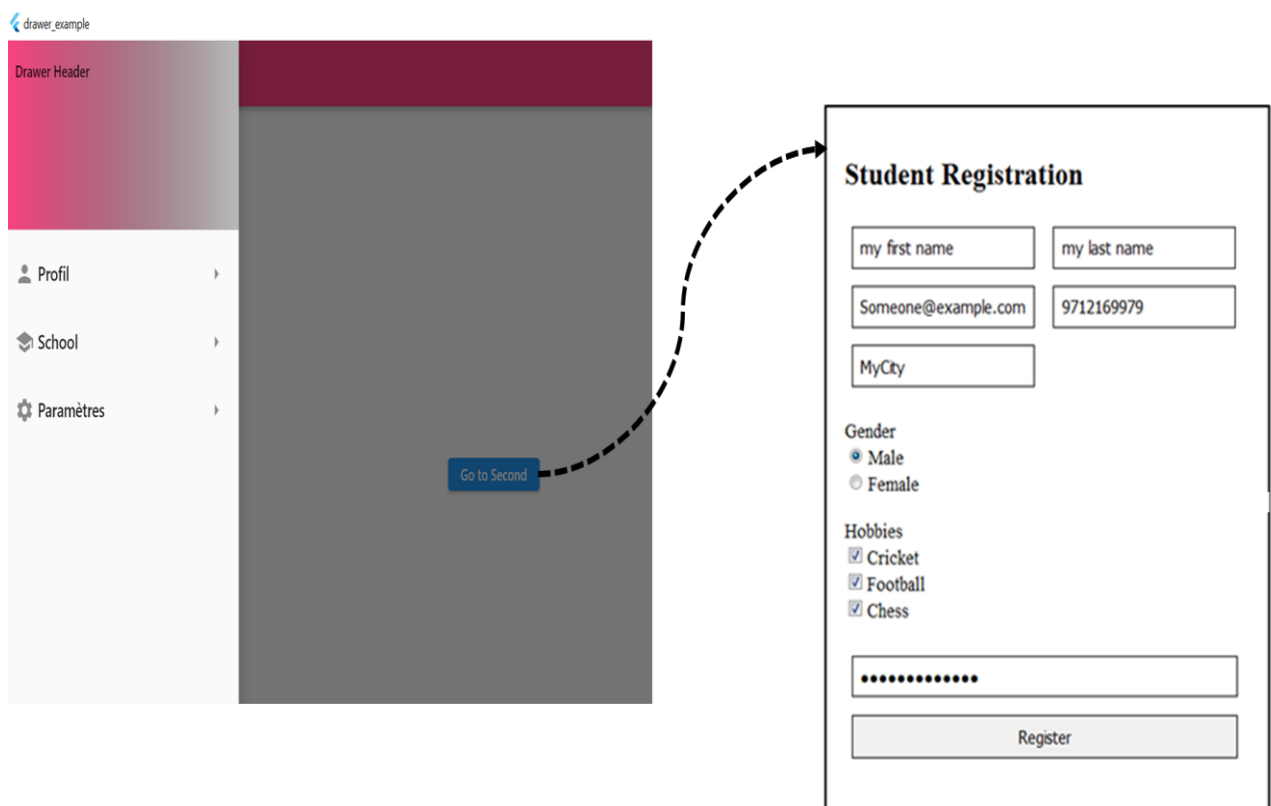 drawer_example
Drawer Header
Profil
School
Paramètres
Go to Second
Student Registration
my first name my last name
Someone@example.com 9712169979
MyCity
Gender
Male
Female
Hobbies
Cricket
Football
Chess
•••••••••••••
Register